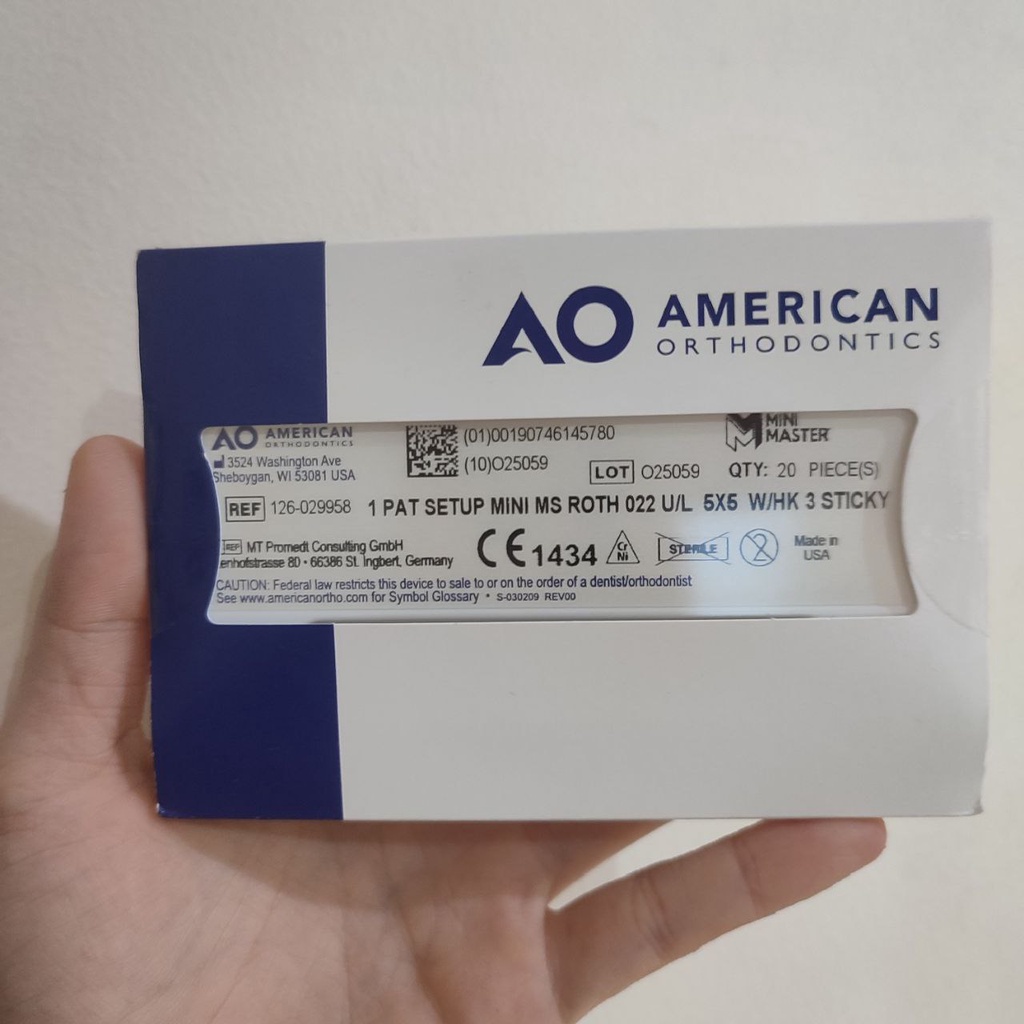 AO AMERICAN
ORTHODONTICS
AO AMERICAN
ORTHODONTICS
3524 Washington Ave
Sheboygan, WI 53081 USA
(01)00190746145780
(10)O25059
LOT O25059
MINI
MASTER
QTY: 20 PIECE(S)
REF 126-029958 1 PAT SETUP MINI MS ROTH 022 U/L 5X5 W/HK 3 STICKY
REP MT Promedt Consulting GmbH
enhofstrasse 80 • 66386 St. Ingbert, Germany
CE 1434
Cr
Ni
STERILE
2
Made in
USA
CAUTION: Federal law restricts this device to sale to or on the order of a dentist/orthodontist
See www.americanortho.com for Symbol Glossary • S-030209 REV00